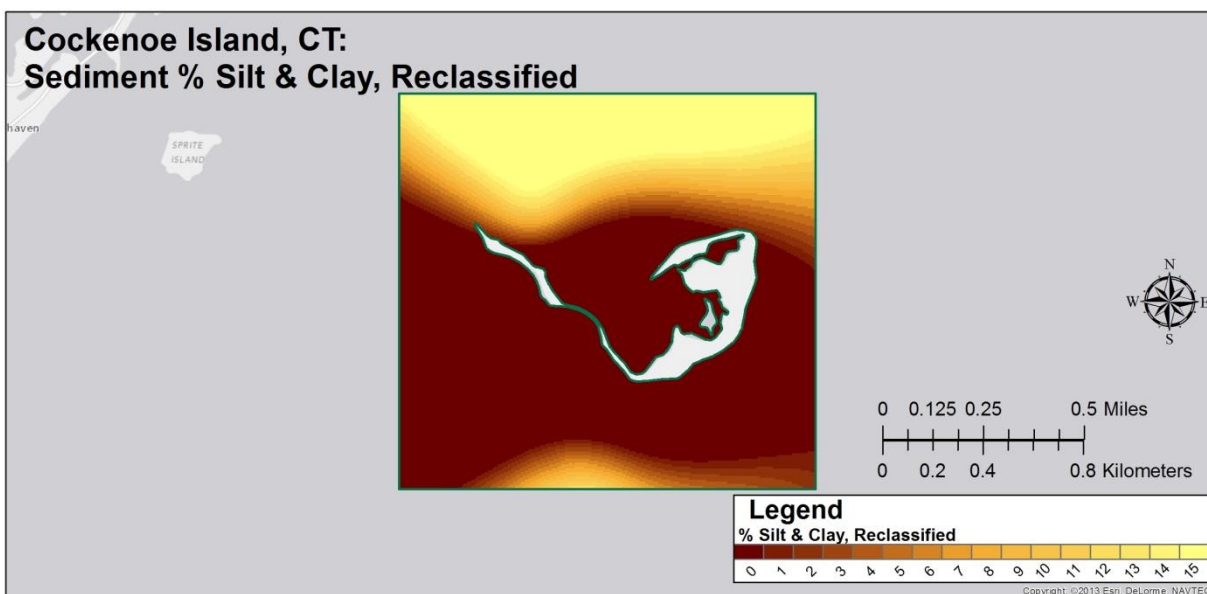 Cockenoe Island, CT:
Sediment % Silt & Clay, Reclassified
haven
SPRITE
ISLAND
N
W E
S
0 0.125 0.25 0.5 Miles
0 0.2 0.4 0.8 Kilometers
Legend
% Silt & Clay, Reclassified
0 1 2 3 4 5 6 7 8 9 10 11 12 13 14 15
Copyright: ©2013 Esri, DeLorme, NAVTEQ